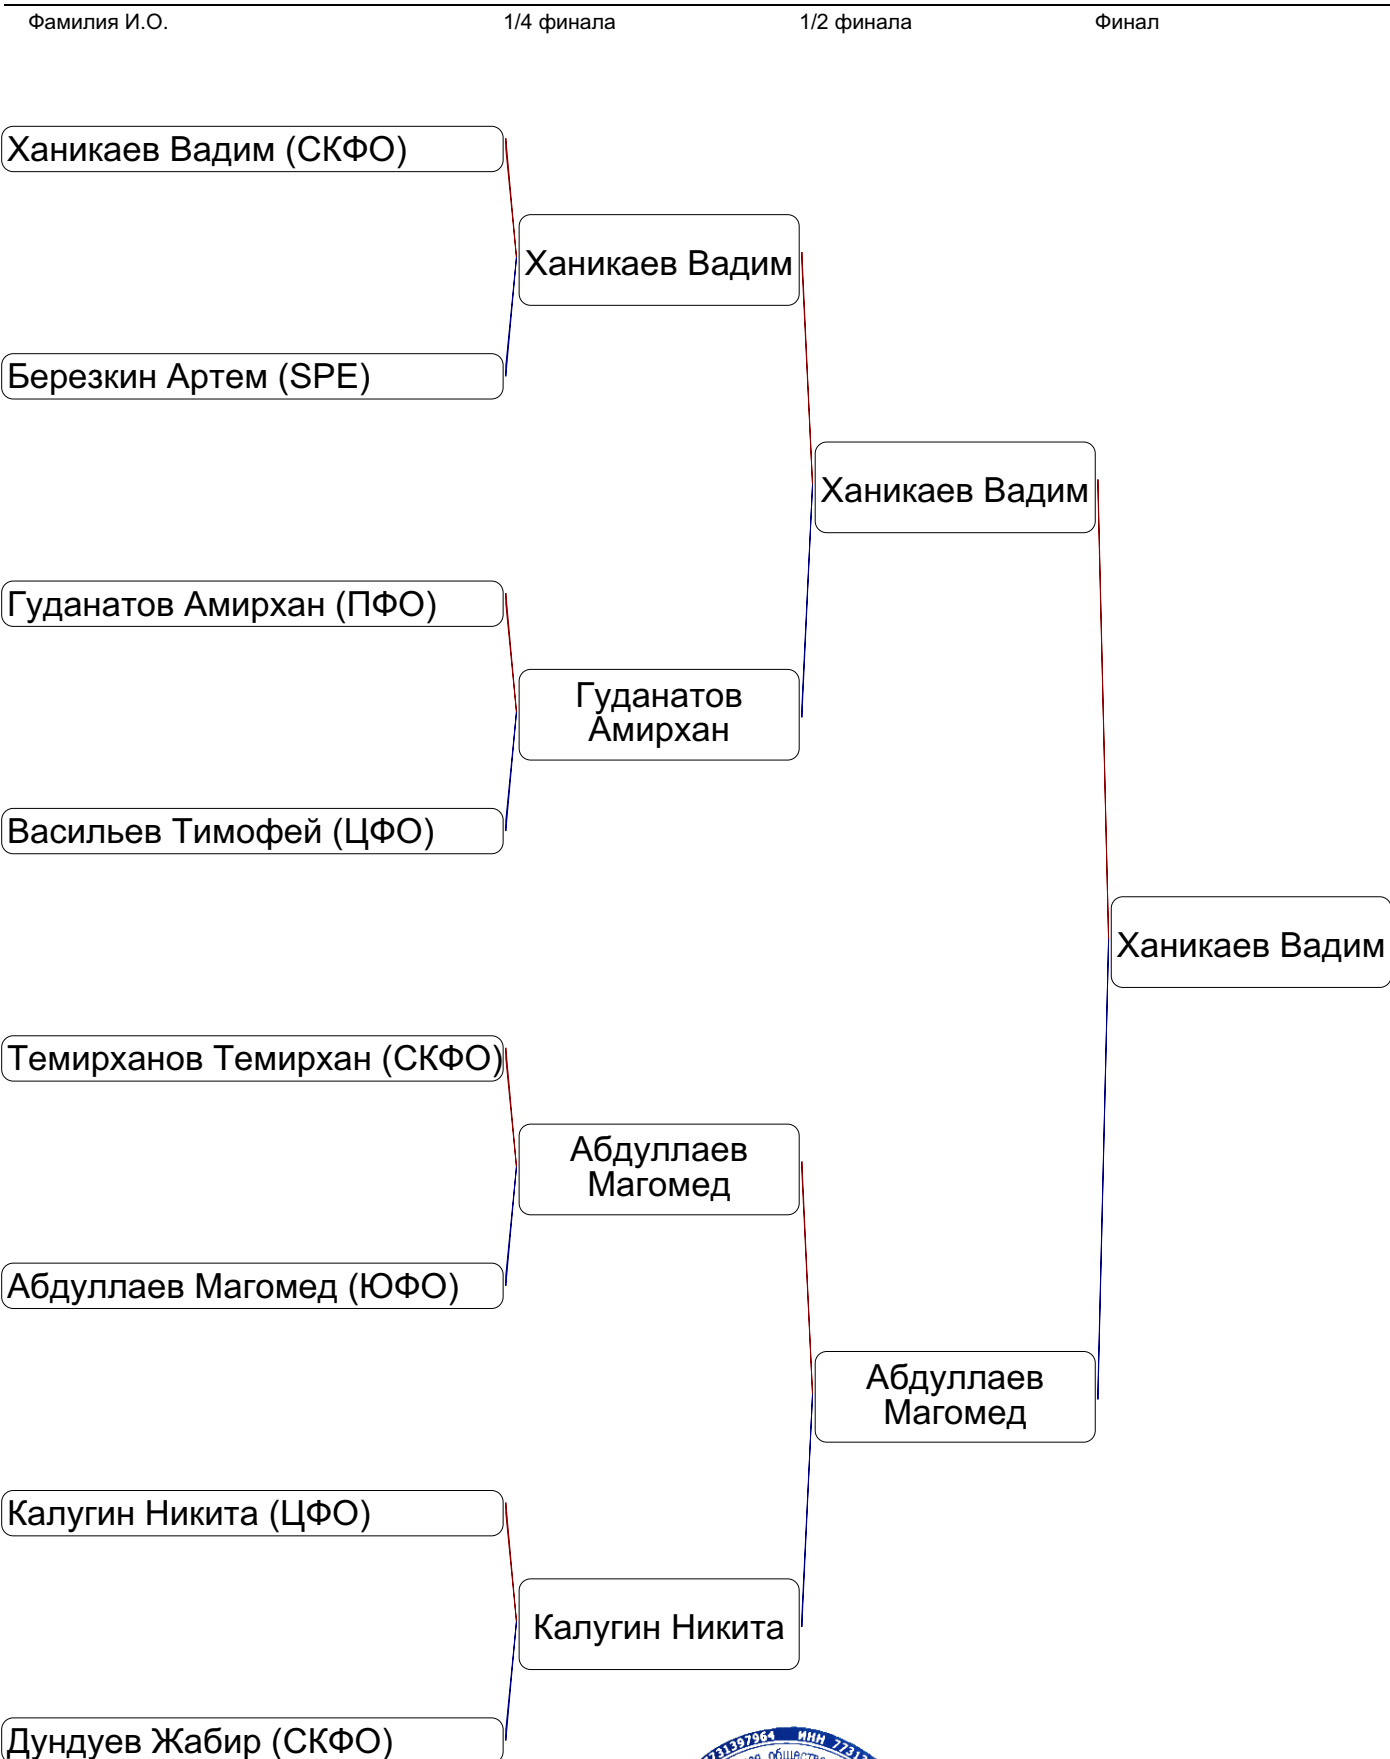 Фамилия И.О. 1/4 финала 1/2 финала Финал
Ханикаев Вадим (СКФО)
Ханикаев Вадим
Березкин Артем (SPE)
Ханикаев Вадим
Гуданатов Амирхан (ПФО)
Гуданатов
Амирхан
Васильев Тимофей (ЦФО)
Ханикаев Вадим
Темирханов Темирхан (СКФО)
Абдуллаев
Магомед
Абдуллаев Магомед (ЮФО)
Абдуллаев
Магомед
Калугин Никита (ЦФО)
Калугин Никита
Дундуев Жабир (СКФО)
ИНН